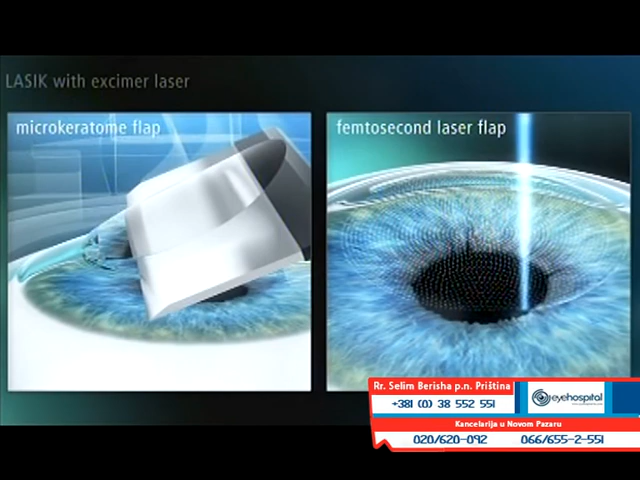 LASIK with excimer laser
microkeratome flap
femtosecond laser flap
Rr. Selim Berisha p.n. Priština
+381 (0) 38 552 551
eyehospital
Kancelarija u Novom Pazaru
020/620-092 066/655-2-551